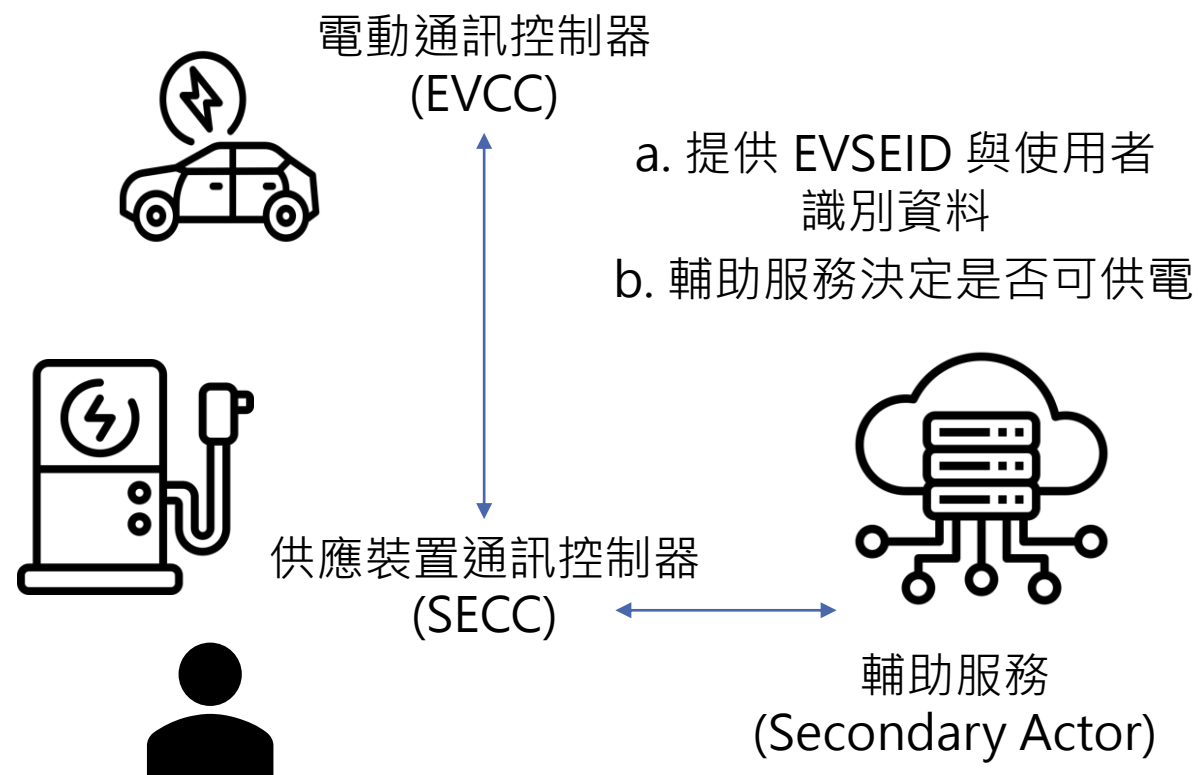 電動通訊控制器
(EVCC)
a. 提供 EVSEID 與使用者
識別資料
b. 輔助服務決定是否可供電
供應裝置通訊控制器
(SECC)
輔助服務
(Secondary Actor)